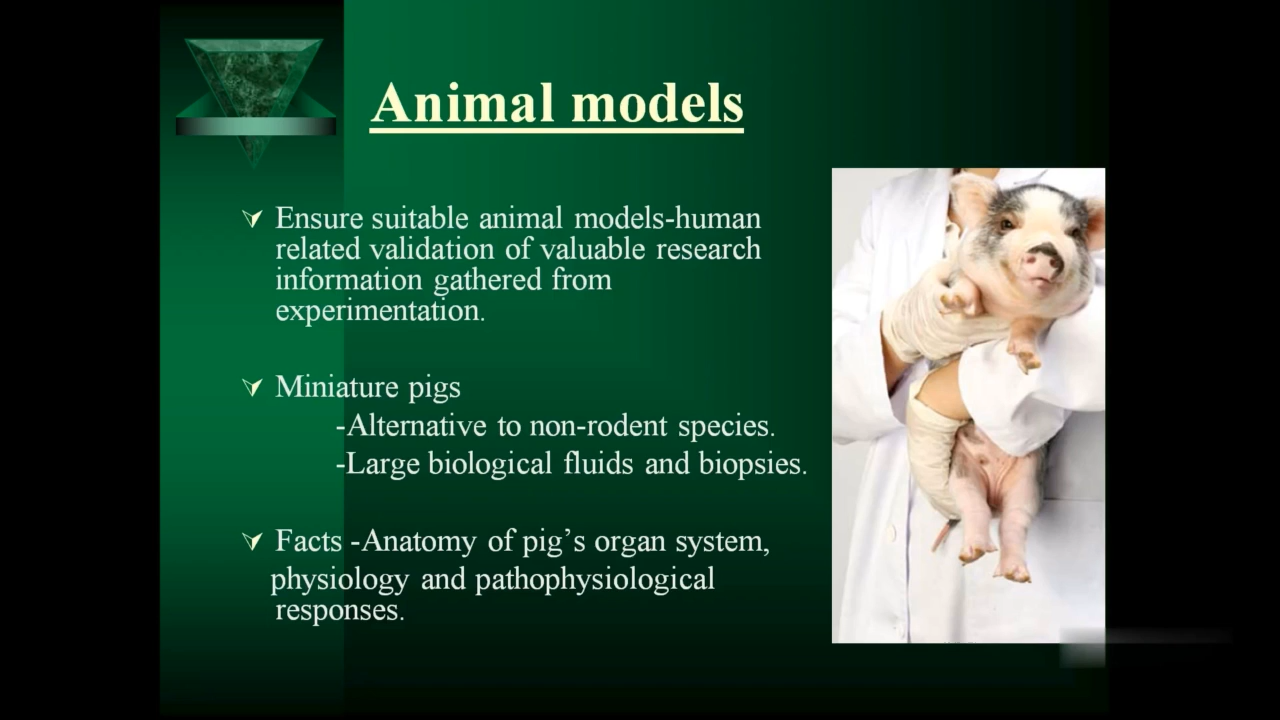 Animal models
Ensure suitable animal models-human
related validation of valuable research
information gathered from
experimentation.
Miniature pigs
-Alternative to non-rodent species.
-Large biological fluids and biopsies.
Facts -Anatomy of pig’s organ system,
physiology and pathophysiological
responses.